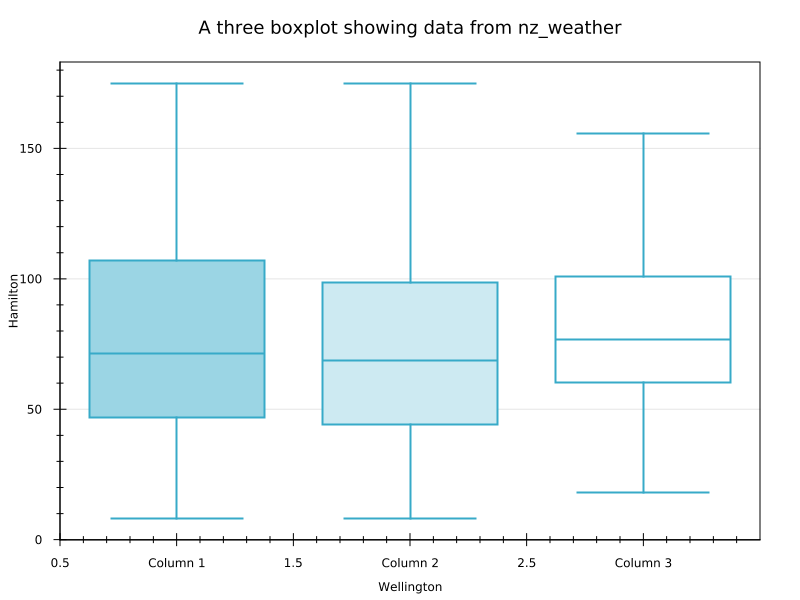 A three boxplot showing data from nz_weather
150
100
50
0
Hamilton
0.5 Column 1 1.5 Column 2 2.5 Column 3
Wellington